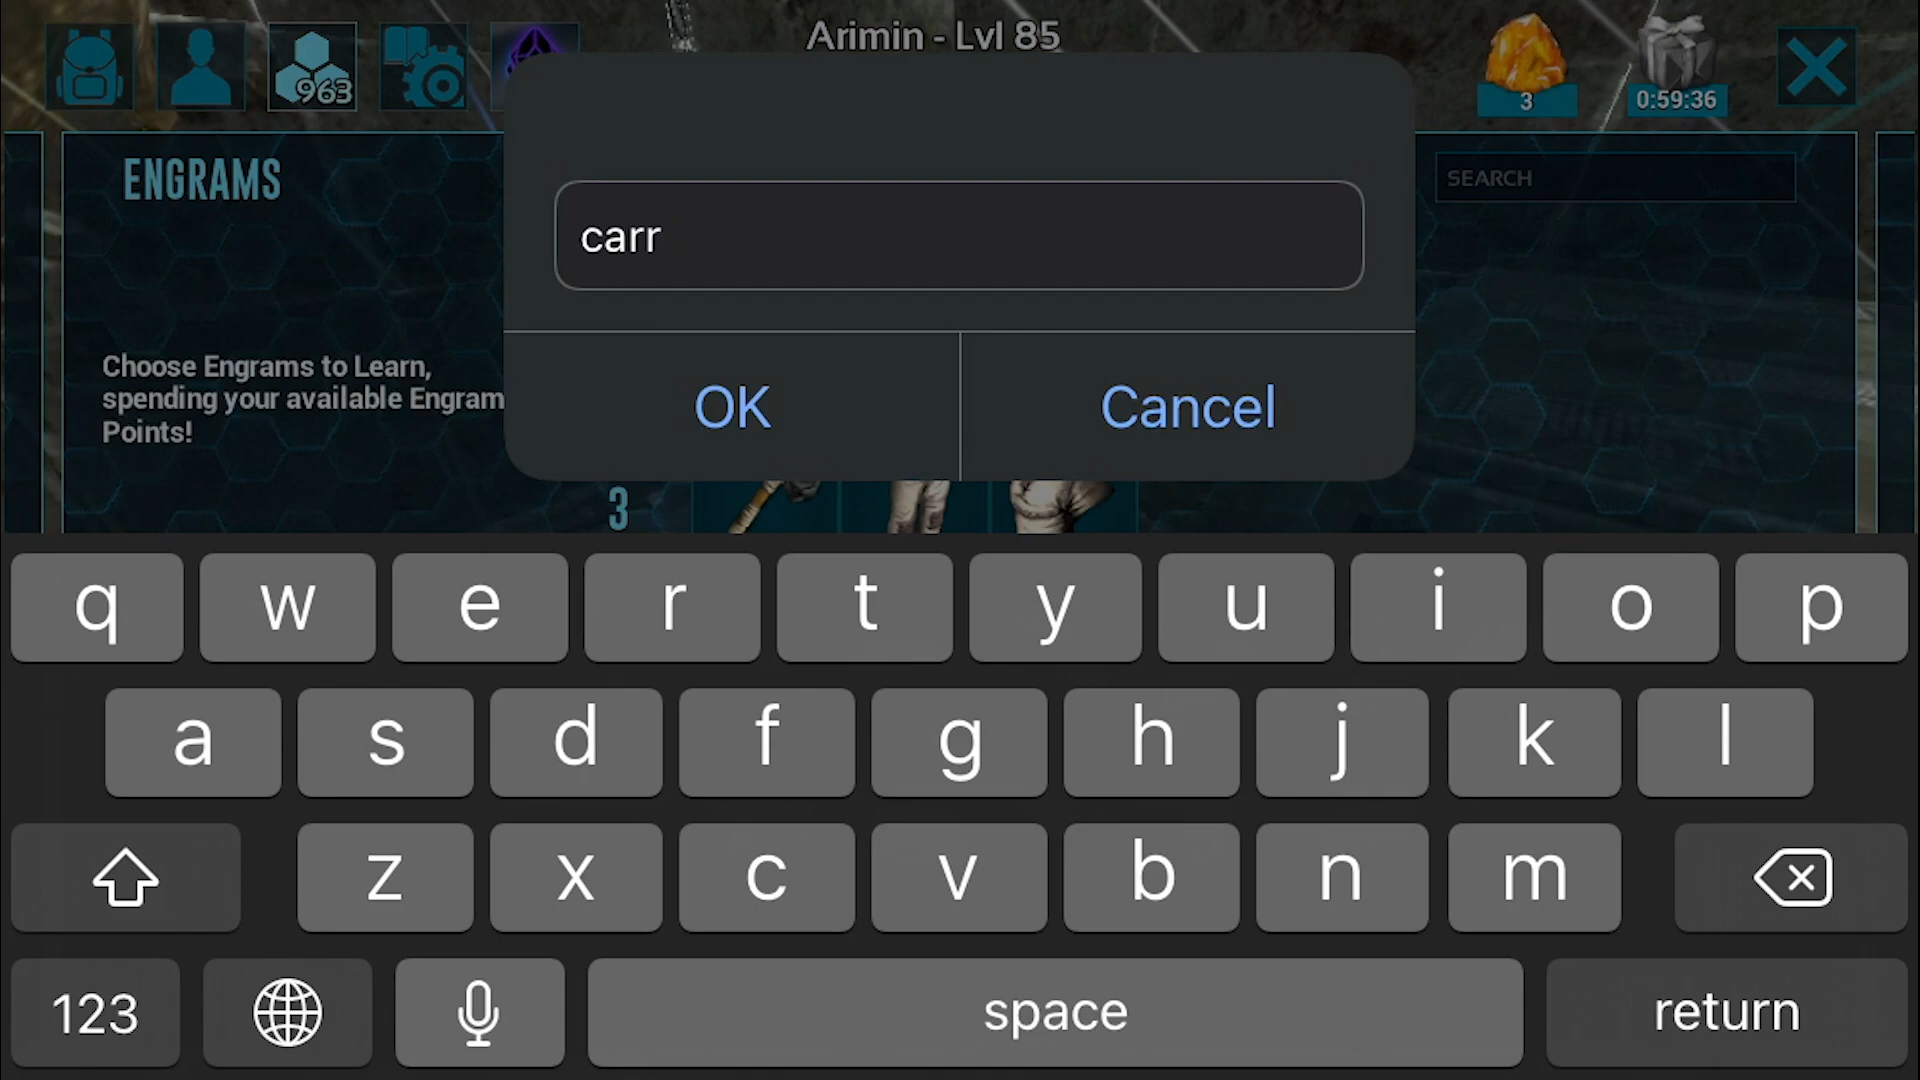 Arimin - Lvl 85
963
3
0:59:36
ENGRAMS
SEARCH
carr
Choose Engrams to Learn,
spending your available Engram
Points!
OK
Cancel
3
q w e r t y u i o p
a s d f g h j k l
z x c v b n m
123
space
return